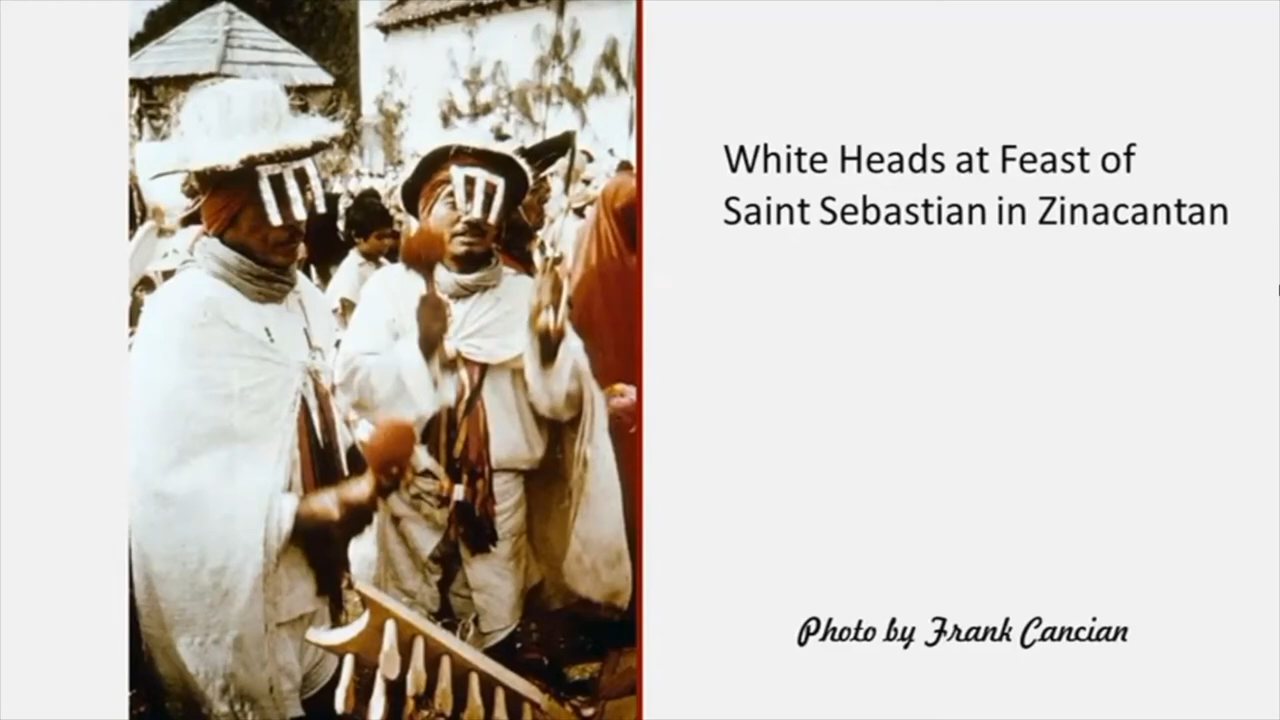 White Heads at Feast of
Saint Sebastian in Zinacantan
Photo by Frank Cancian